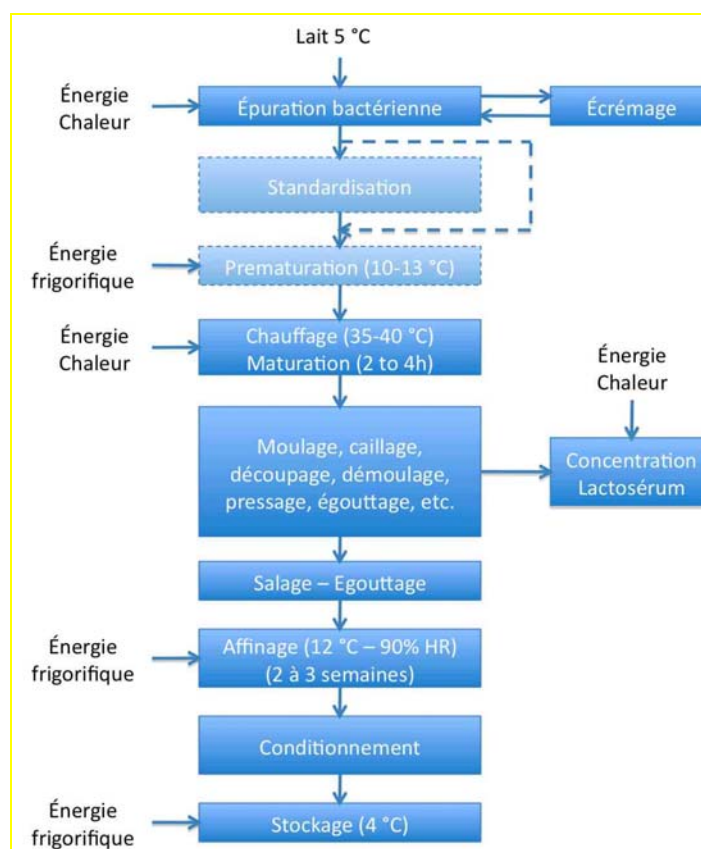 Lait 5 °C
Énergie
Chaleur
Épuration bactérienne
Écrémage
Standardisation
Énergie
frigorifique
Prematuration (10-13 °C)
Énergie
Chaleur
Chauffage (35-40 °C)
Maturation (2 to 4h)
Énergie
Chaleur
Moulage, caillage,
découpage, démoulage,
pressage, égouttage, etc.
Concentration
Lactosérum
Salage – Egouttage
Énergie
frigorifique
Affinage (12 °C – 90% HR)
(2 à 3 semaines)
Conditionnement
Énergie
frigorifique
Stockage (4 °C)